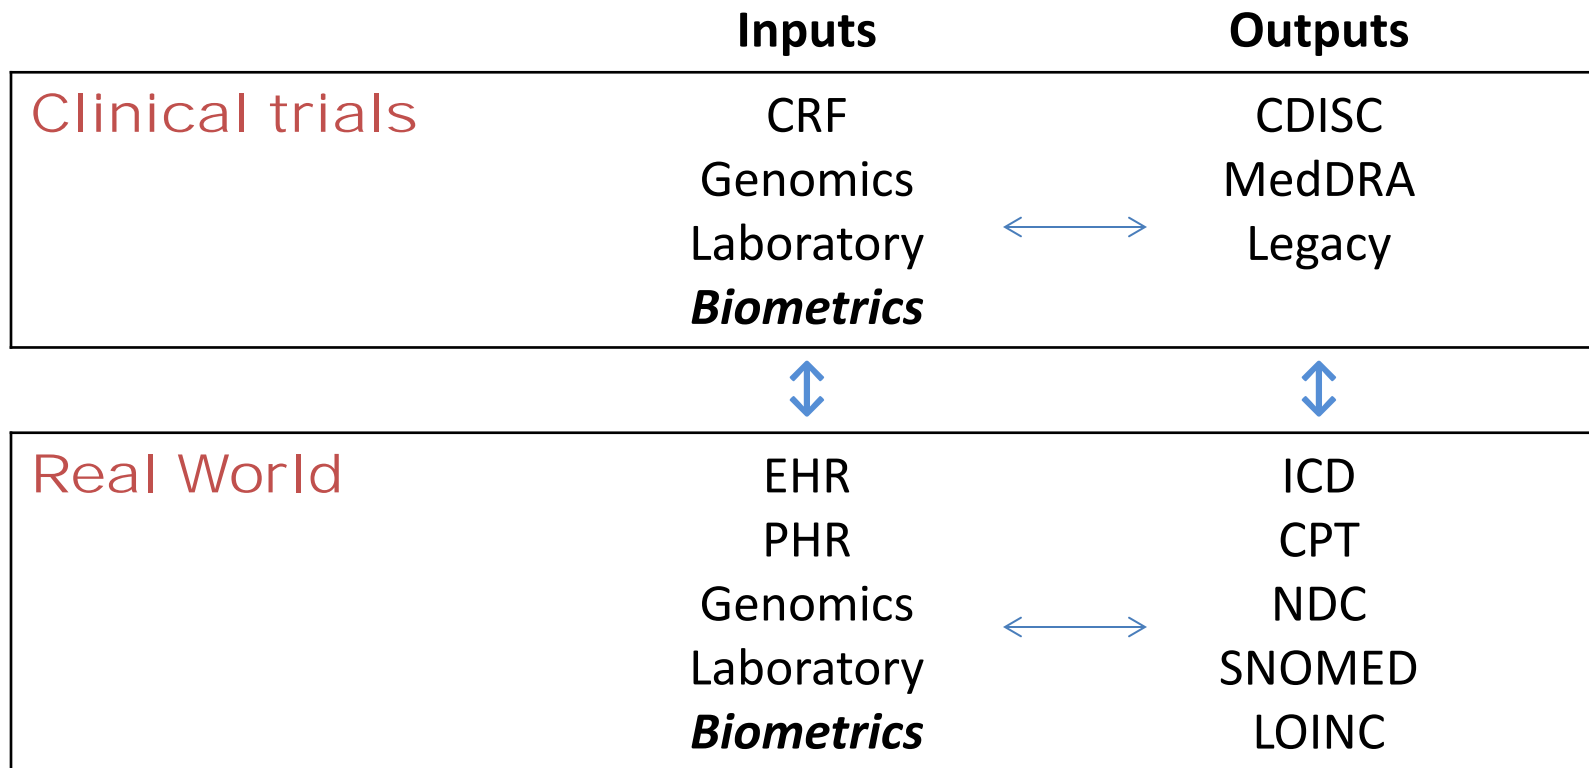 Inputs Outputs
Clinical trials CRF CDISC
Genomics MedDRA
Laboratory Legacy
Biometrics
Real World EHR ICD
PHR CPT
Genomics NDC
Laboratory SNOMED
Biometrics LOINC